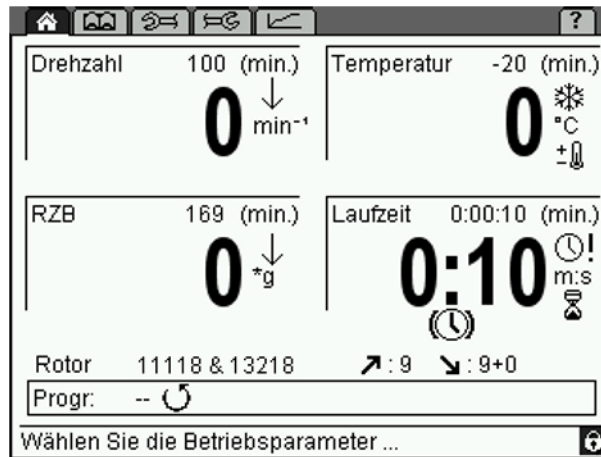 ?
Drehzahl 100 (min.)
0 min⁻¹
Temperatur -20 (min.)
0 °C
RZB 169 (min.)
0 *g
Laufzeit 0:00:10 (min.)
0:10 ! m:s
Rotor 11118 & 13218 : 9 : 9+0
Progr: --
Wählen Sie die Betriebsparameter ...